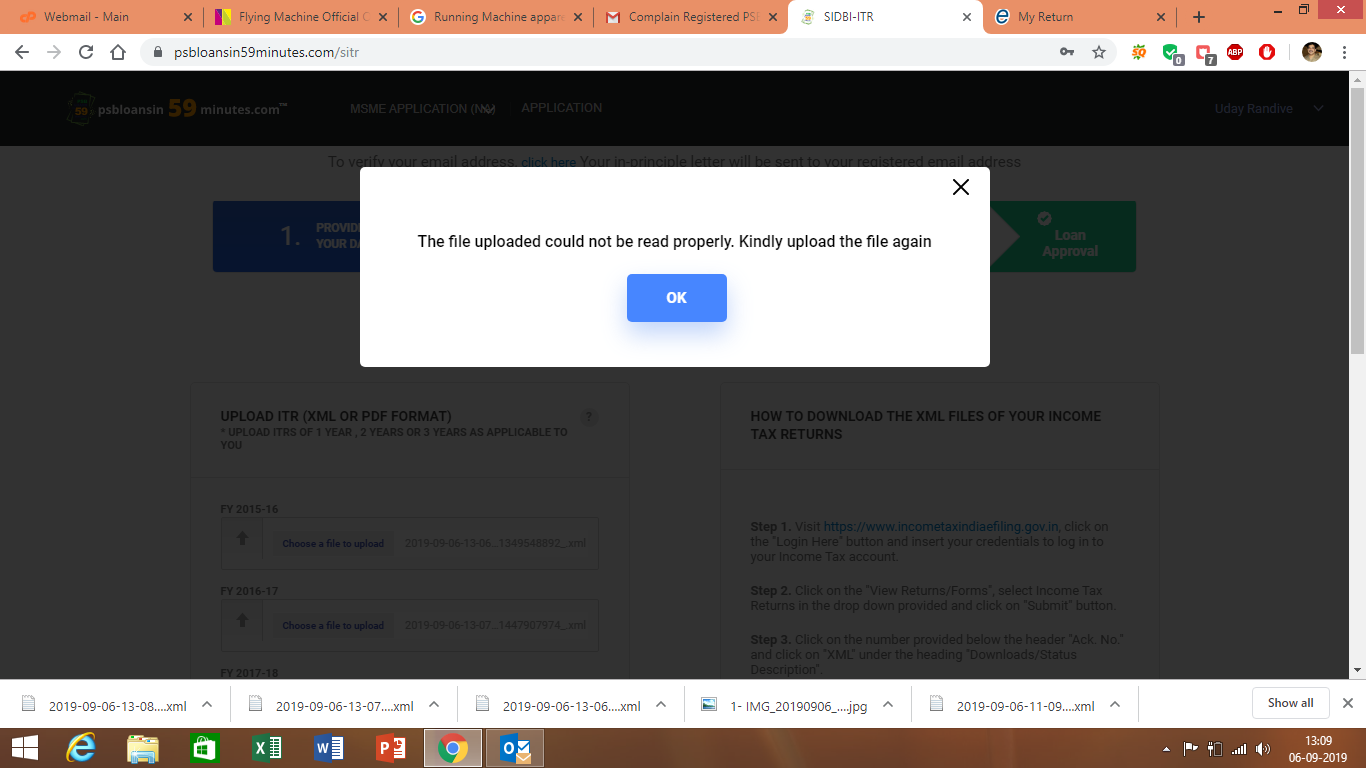 Webmail - Main
Flying Machine Official C
Running Machine appare
Complain Registered PSB
SIDBI-ITR
My Return
psbloansin59minutes.com/sitr
0
7
ABP
psbloansin 59 minutes.com™
MSME APPLICATION
APPLICATION
Uday Randive
To verify your email address, click here Your in-principle letter will be sent to your registered email address
1.
PROVID
YOUR DA
Loan
Approval
The file uploaded could not be read properly. Kindly upload the file again
OK
UPLOAD ITR (XML OR PDF FORMAT)
?
* UPLOAD ITRS OF 1 YEAR , 2 YEARS OR 3 YEARS AS APPLICABLE TO
YOU
FY 2015-16
Choose a file to upload
2019-09-06-13-06...1349548892_.xml
FY 2016-17
Choose a file to upload
2019-09-06-13-07...1447907974_.xml
FY 2017-18
HOW TO DOWNLOAD THE XML FILES OF YOUR INCOME
TAX RETURNS
Step 1. Visit https://www.incometaxindiaefiling.gov.in, click on
the "Login Here" button and insert your credentials to log in to
your Income Tax account.
Step 2. Click on the "View Returns/Forms", select Income Tax
Returns in the drop down provided and click on "Submit" button.
Step 3. Click on the number provided below the header "Ack. No."
and click on "XML" under the heading "Downloads/Status
Description".
2019-09-06-13-08....xml
2019-09-06-13-07....xml
2019-09-06-13-06....xml
1- IMG_20190906_....jpg
2019-09-06-11-09....xml
Show all
13:09
06-09-2019